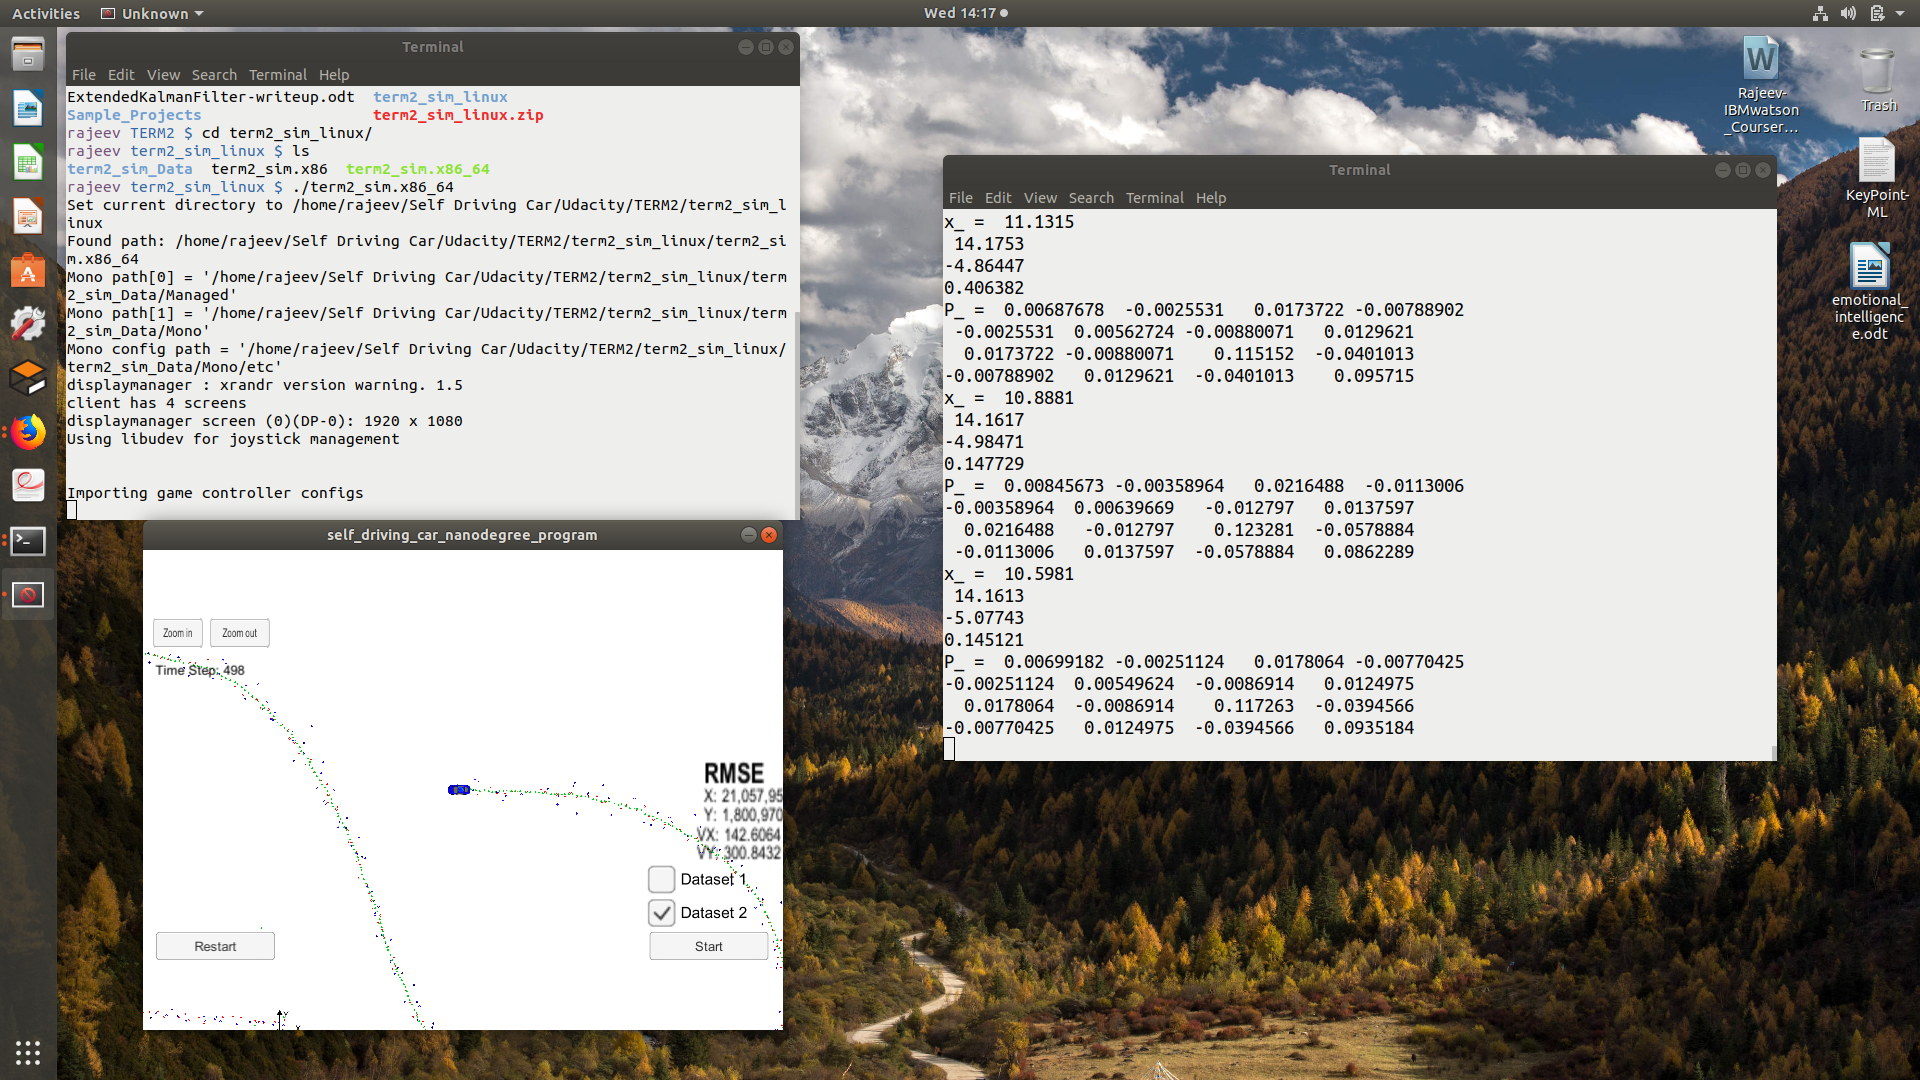 Activities
Unknown
Wed 14:17
Terminal
File Edit View Search Terminal Help
ExtendedKalmanFilter-writeup.odt term2_sim_linux
Sample_Projects term2_sim_linux.zip
rajeev TERM2 $ cd term2_sim_linux/
rajeev term2_sim_linux $ ls
term2_sim_Data term2_sim.x86 term2_sim.x86_64
rajeev term2_sim_linux $ ./term2_sim.x86_64
Set current directory to /home/rajeev/Self Driving Car/Udacity/TERM2/term2_sim_l
inux
Found path: /home/rajeev/Self Driving Car/Udacity/TERM2/term2_sim_linux/term2_si
m.x86_64
Mono path[0] = '/home/rajeev/Self Driving Car/Udacity/TERM2/term2_sim_linux/term
2_sim_Data/Managed'
Mono path[1] = '/home/rajeev/Self Driving Car/Udacity/TERM2/term2_sim_linux/term
2_sim_Data/Mono'
Mono config path = '/home/rajeev/Self Driving Car/Udacity/TERM2/term2_sim_linux/
term2_sim_Data/Mono/etc'
displaymanager : xrandr version warning. 1.5
client has 4 screens
displaymanager screen (0)(DP-0): 1920 x 1080
Using libudev for joystick management
Importing game controller configs
self_driving_car_nanodegree_program
Zoom in
Zoom out
Time Step: 498
RMSE
X: 21,057,95
Y: 1,800,970
VX: 142.6064
VY: 300.8432
Dataset 1
Dataset 2
Restart
Start
Y
X
Terminal
File Edit View Search Terminal Help
x_ = 11.1315
14.1753
-4.86447
0.406382
P_ = 0.00687678 -0.0025531 0.0173722 -0.00788902
-0.0025531 0.00562724 -0.00880071 0.0129621
0.0173722 -0.00880071 0.115152 -0.0401013
-0.00788902 0.0129621 -0.0401013 0.095715
x_ = 10.8881
14.1617
-4.98471
0.147729
P_ = 0.00845673 -0.00358964 0.0216488 -0.0113006
-0.00358964 0.00639669 -0.012797 0.0137597
0.0216488 -0.012797 0.123281 -0.0578884
-0.0113006 0.0137597 -0.0578884 0.0862289
x_ = 10.5981
14.1613
-5.07743
0.145121
P_ = 0.00699182 -0.00251124 0.0178064 -0.00770425
-0.00251124 0.00549624 -0.0086914 0.0124975
0.0178064 -0.0086914 0.117263 -0.0394566
-0.00770425 0.0124975 -0.0394566 0.0935184
Rajeev-
IBMwatson
_Courser...
Trash
KeyPoint-
ML
emotional_
intelligenc
e.odt